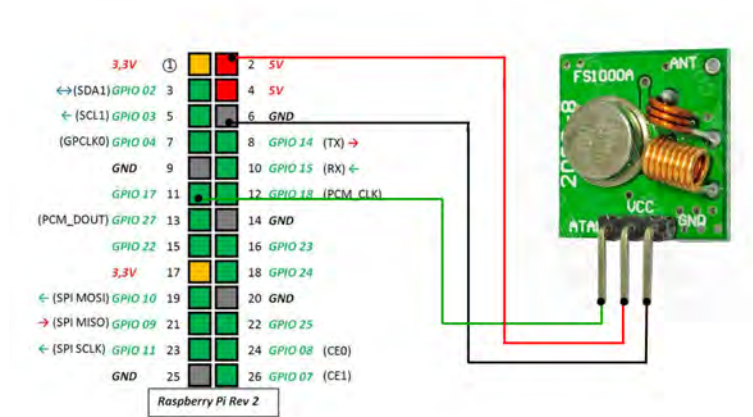 3,3V 1 2 5V
↔(SDA1) GPIO 02 3 4 5V
←(SCL1) GPIO 03 5 6 GND
(GPCLK0) GPIO 04 7 8 GPIO 14 (TX) →
GND 9 10 GPIO 15 (RX) ←
GPIO 17 11 12 GPIO 18 (PCM_CLK)
(PCM_DOUT) GPIO 27 13 14 GND
GPIO 22 15 16 GPIO 23
3,3V 17 18 GPIO 24
←(SPI MOSI) GPIO 10 19 20 GND
→(SPI MISO) GPIO 09 21 22 GPIO 25
←(SPI SCLK) GPIO 11 23 24 GPIO 08 (CE0)
GND 25 26 GPIO 07 (CE1)
Raspberry Pi Rev 2
ANT
FS1000A
VCC
ATA
GND